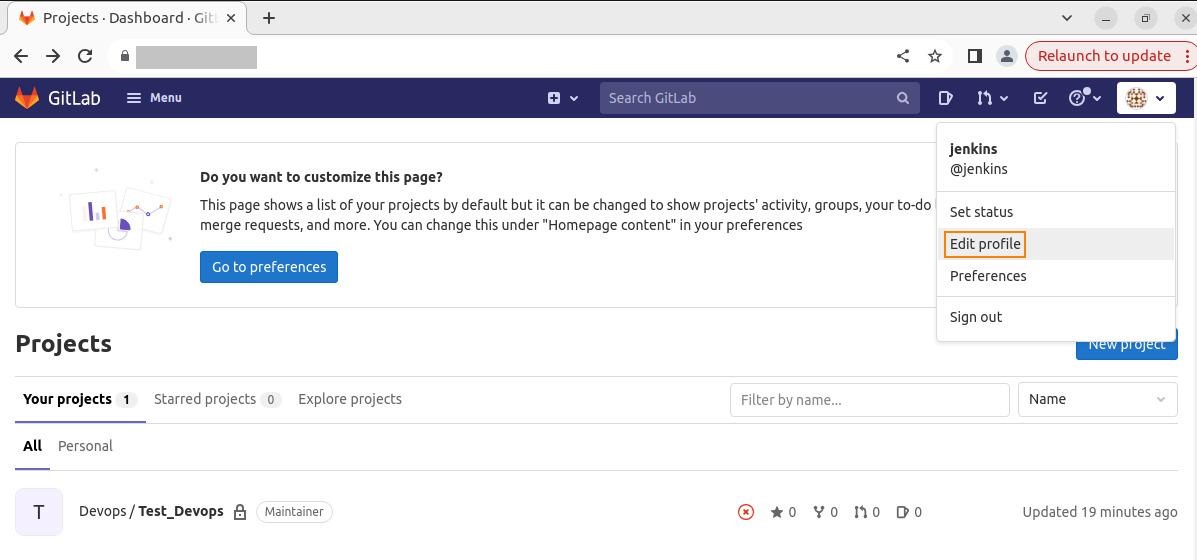 Projects · Dashboard · Git
Relaunch to update
GitLab
Menu
Search GitLab
jenkins
@jenkins
Set status
Edit profile
Preferences
Sign out
Do you want to customize this page?
This page shows a list of your projects by default but it can be changed to show projects' activity, groups, your to-do
merge requests, and more. You can change this under "Homepage content" in your preferences
Go to preferences
Projects
New project
Your projects 1 Starred projects 0 Explore projects
Filter by name...
Name
All Personal
T
Devops / Test_Devops
Maintainer
0 0 0 0
Updated 19 minutes ago